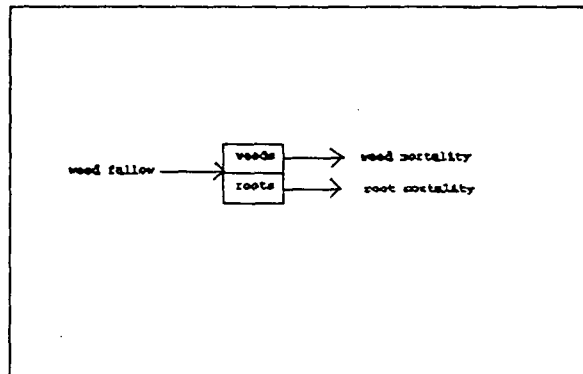 weeds
weed fallow
weed mortality
roots
root mortality